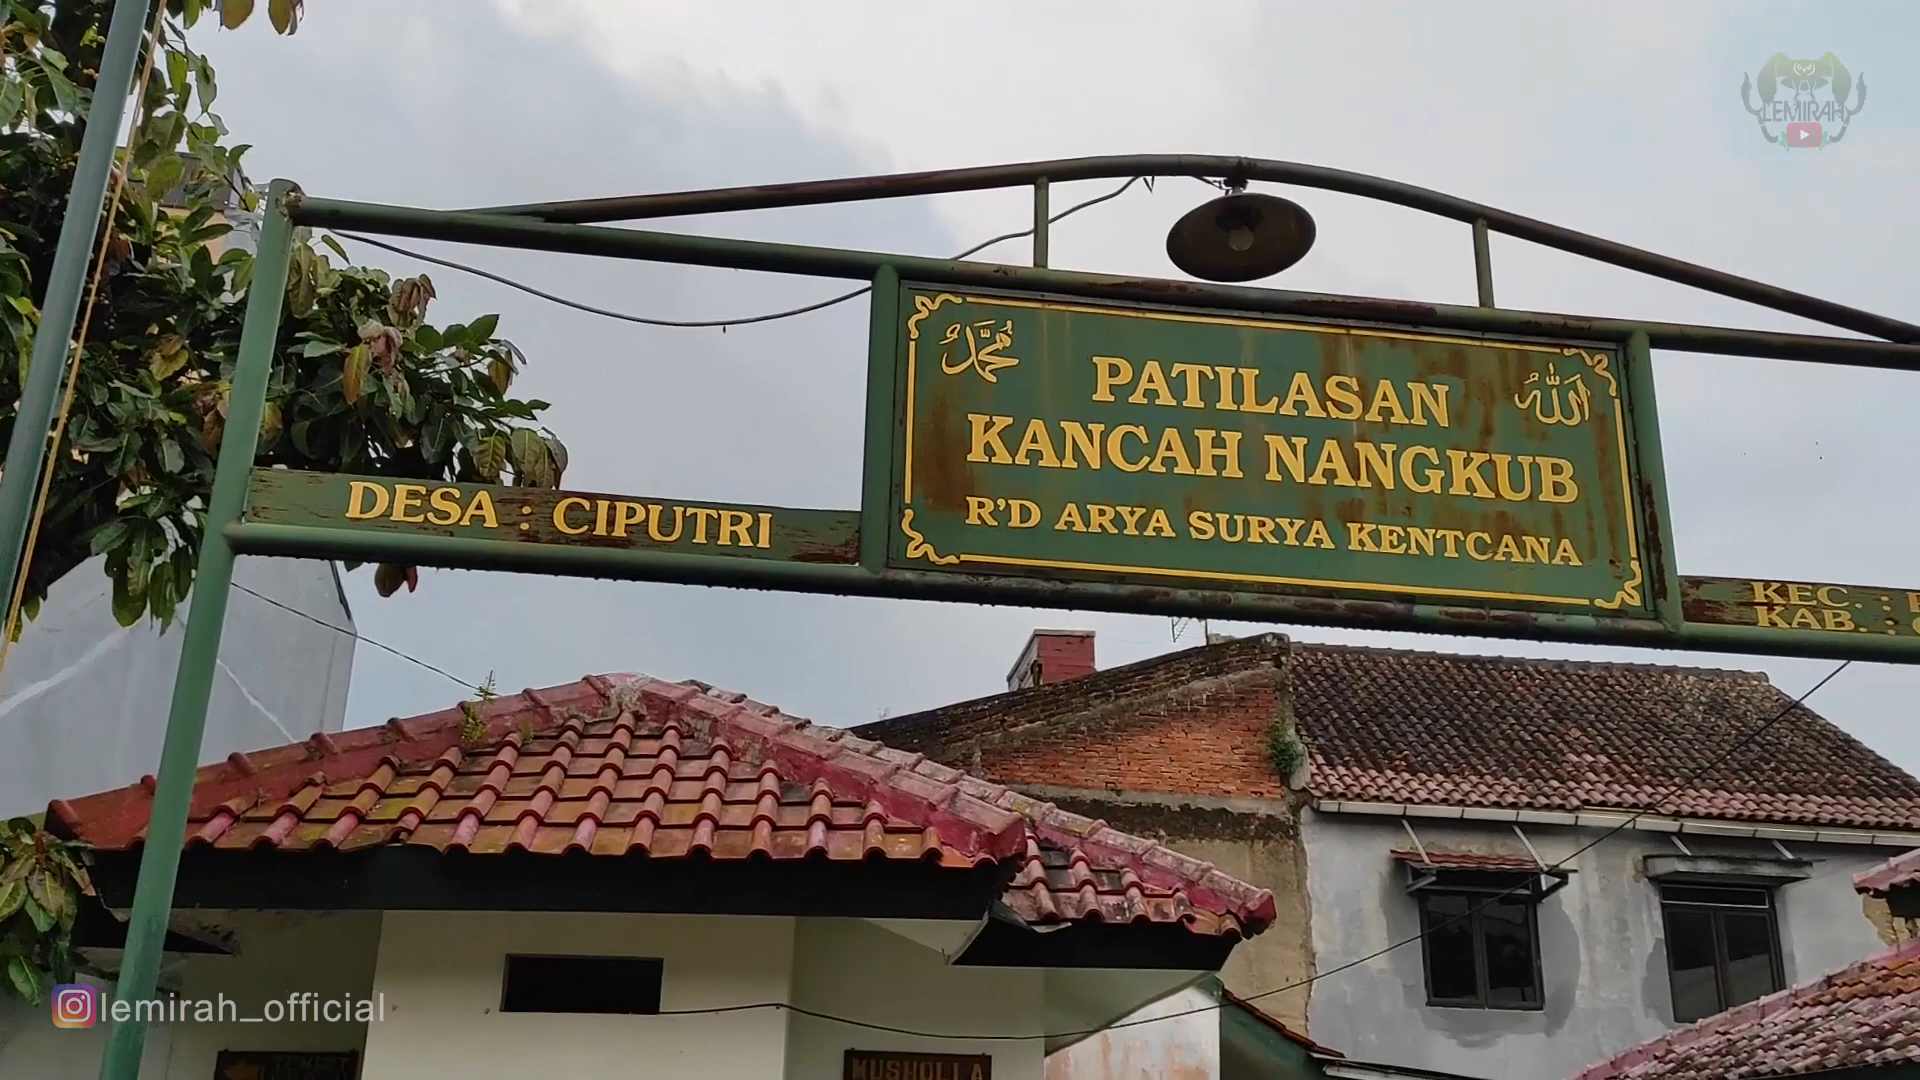 LEMIRAH
محمد
الله
PATILASAN
KANCAH NANGKUB
R'D ARYA SURYA KENTCANA
DESA : CIPUTRI
KEC. :
KAB. :
lemirah_official
MUSHOLLA